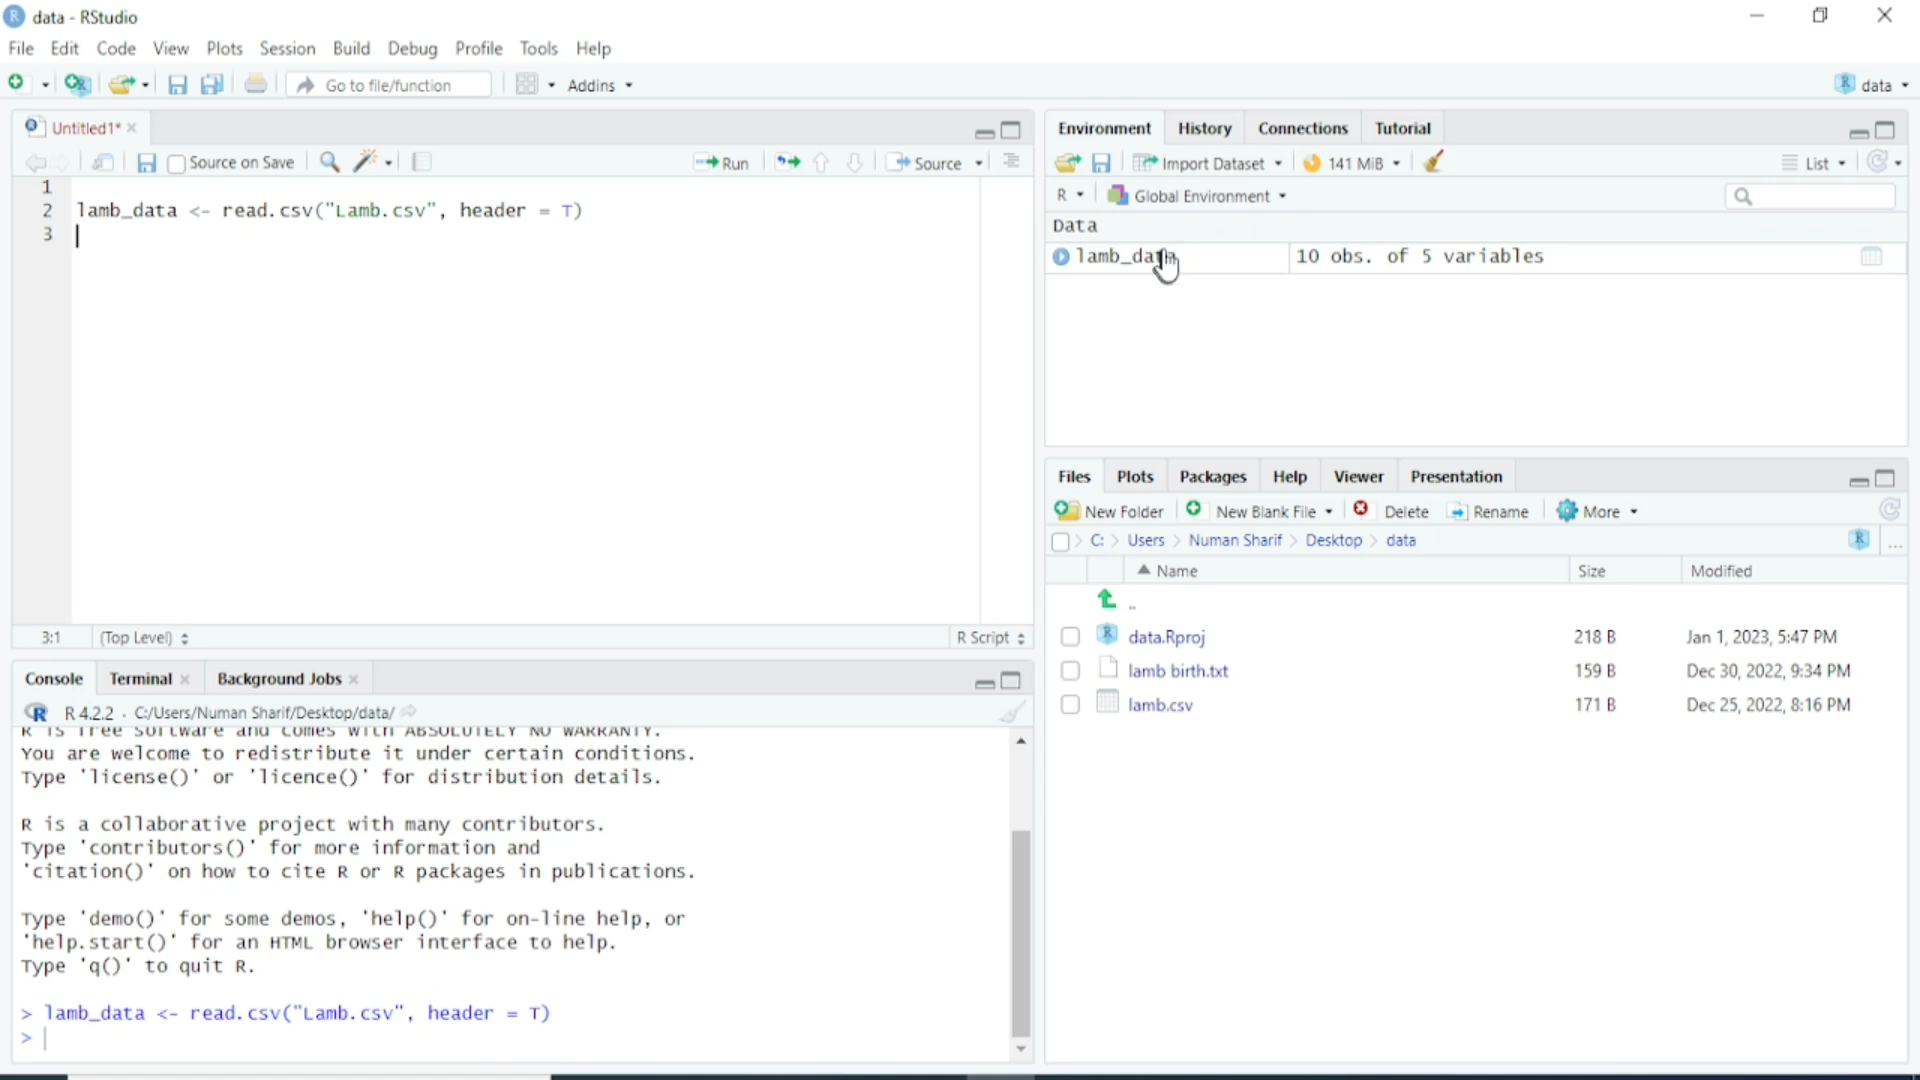 data - RStudio
File Edit Code View Plots Session Build Debug Profile Tools Help
Go to file/function Addins data
Untitled1*
Source on Save Run Source
1
2 lamb_data <- read.csv("Lamb.csv", header = T)
3
3:1 (Top Level) R Script
Console Terminal Background Jobs
R 4.2.2 · C:/Users/Numan Sharif/Desktop/data/
R is free software and comes with ABSOLUTELY NO WARRANTY.
You are welcome to redistribute it under certain conditions.
Type 'license()' or 'licence()' for distribution details.
R is a collaborative project with many contributors.
Type 'contributors()' for more information and
'citation()' on how to cite R or R packages in publications.
Type 'demo()' for some demos, 'help()' for on-line help, or
'help.start()' for an HTML browser interface to help.
Type 'q()' to quit R.
> lamb_data <- read.csv("Lamb.csv", header = T)
>
Environment History Connections Tutorial
Import Dataset 141 MiB List
R Global Environment
Data
lamb_data 10 obs. of 5 variables
Files Plots Packages Help Viewer Presentation
New Folder New Blank File Delete Rename More
C: > Users > Numan Sharif > Desktop > data ...
Name Size Modified
..
data.Rproj 218 B Jan 1, 2023, 5:47 PM
lamb birth.txt 159 B Dec 30, 2022, 9:34 PM
lamb.csv 171 B Dec 25, 2022, 8:16 PM